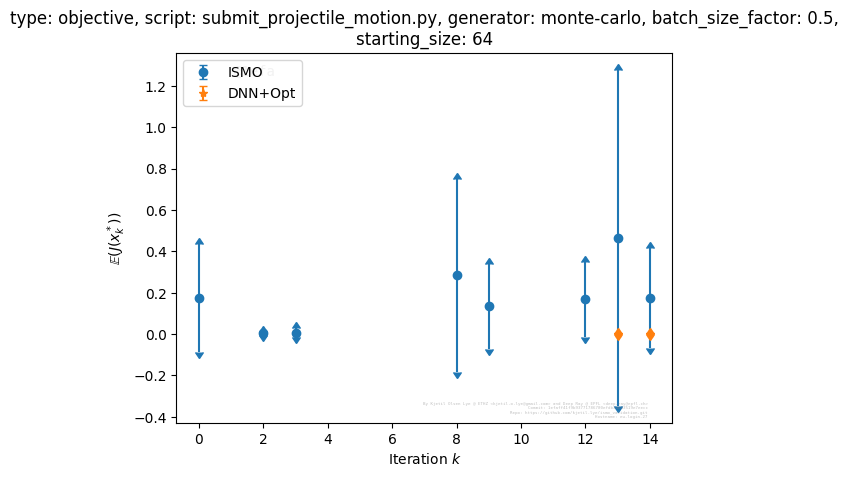 type: objective, script: submit_projectile_motion.py, generator: monte-carlo, batch_size_factor: 0.5,
starting_size: 64
ISMO
DNN+Opt
1.2
1.0
0.8
0.6
0.4
0.2
0.0
−0.2
−0.4
𝔼(J(x*ₖ))
0 2 4 6 8 10 12 14
Iteration k